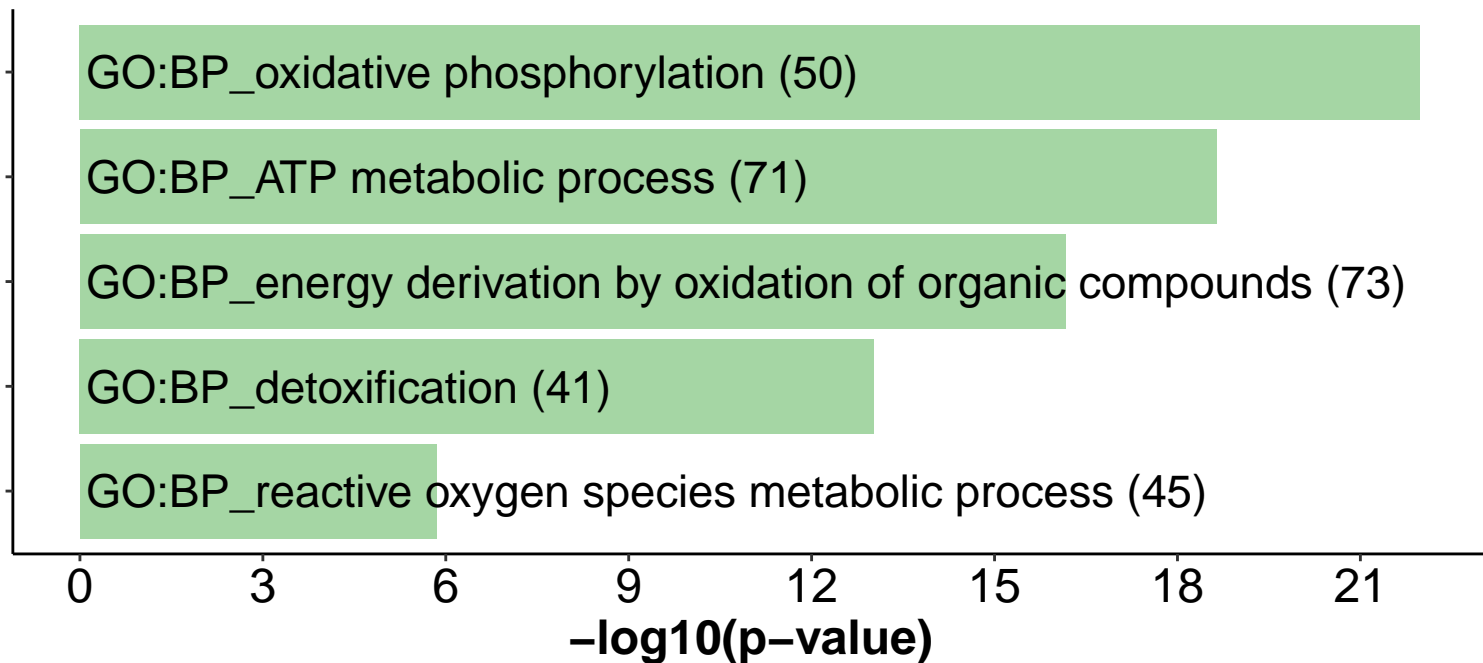 GO:BP_oxidative phosphorylation (50)
GO:BP_ATP metabolic process (71)
GO:BP_energy derivation by oxidation of organic compounds (73)
GO:BP_detoxification (41)
GO:BP_reactive oxygen species metabolic process (45)
0 3 6 9 12 15 18 21
−log10(p−value)